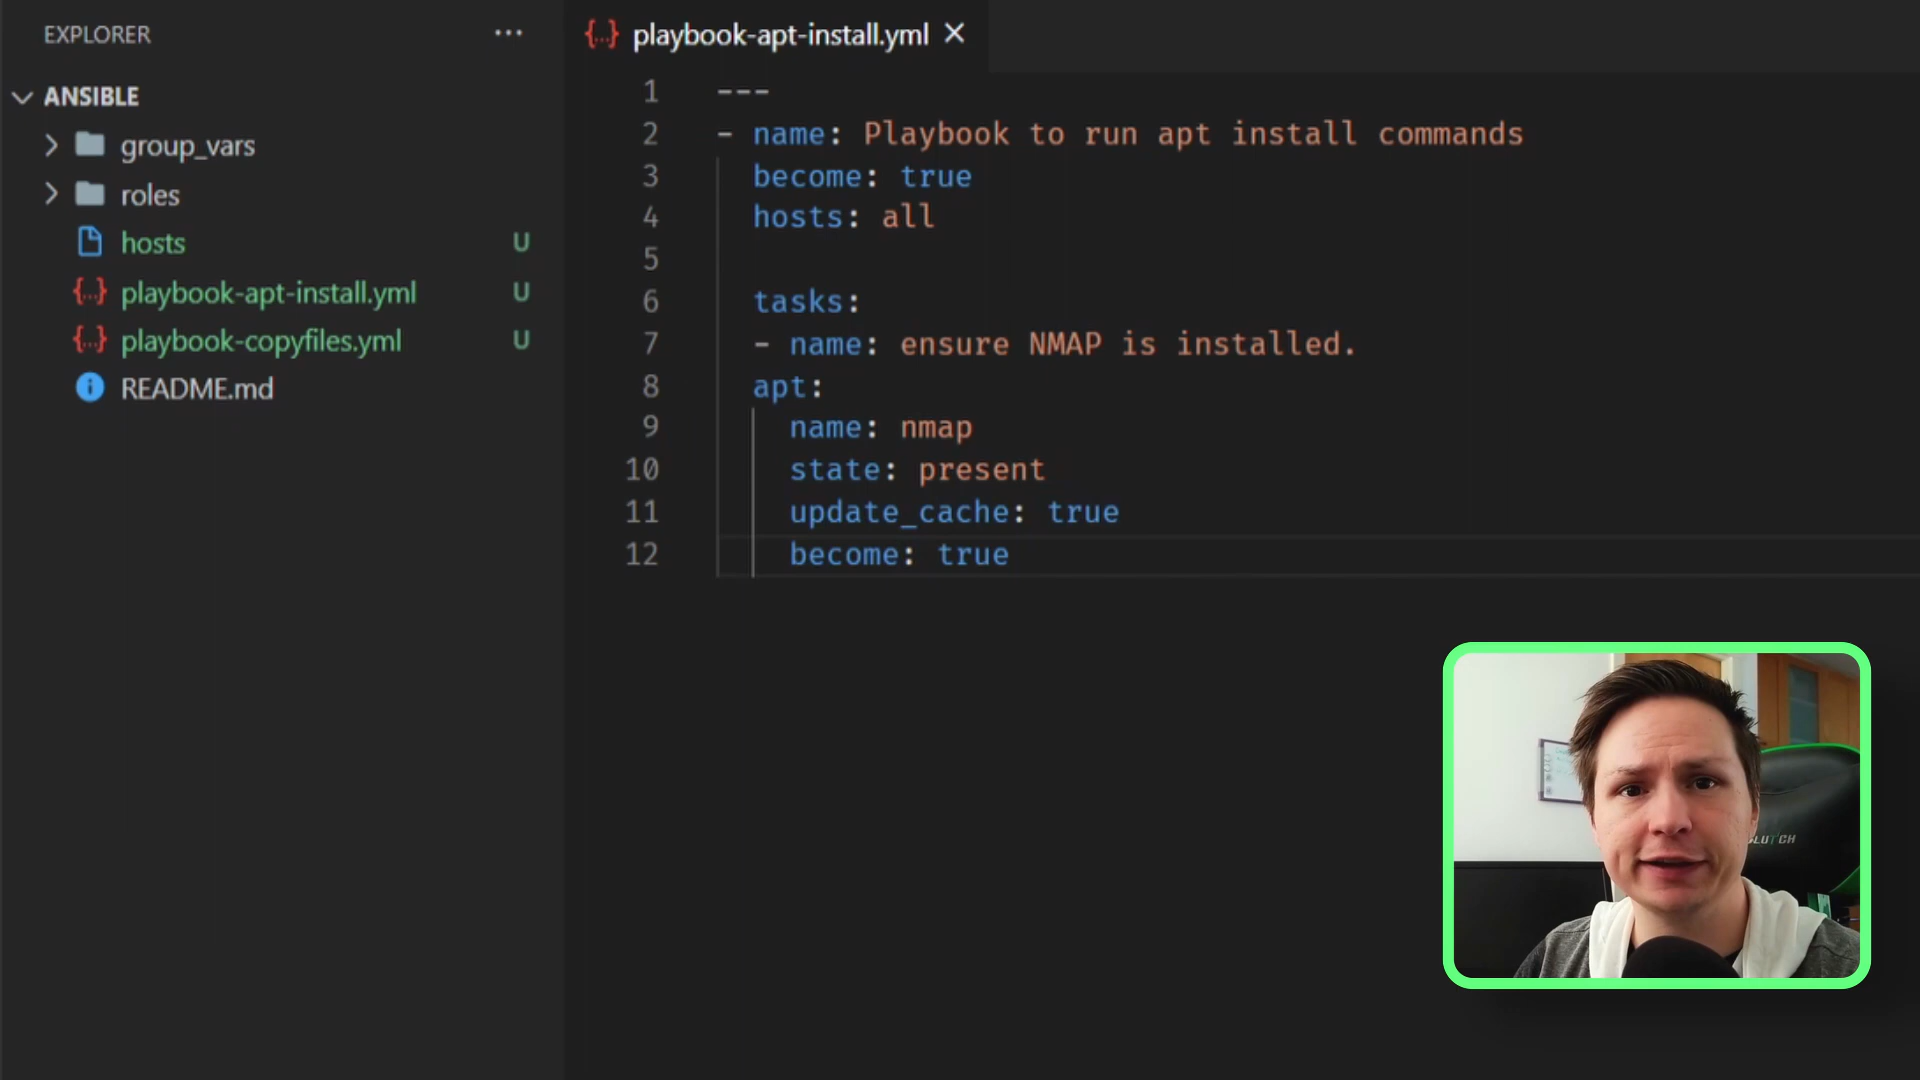 EXPLORER ...
ANSIBLE
group_vars
roles
hosts U
playbook-apt-install.yml U
playbook-copyfiles.yml U
README.md
{..} playbook-apt-install.yml ×
1 ---
2 - name: Playbook to run apt install commands
3 become: true
4 hosts: all
5
6 tasks:
7 - name: ensure NMAP is installed.
8 apt:
9 name: nmap
10 state: present
11 update_cache: true
12 become: true